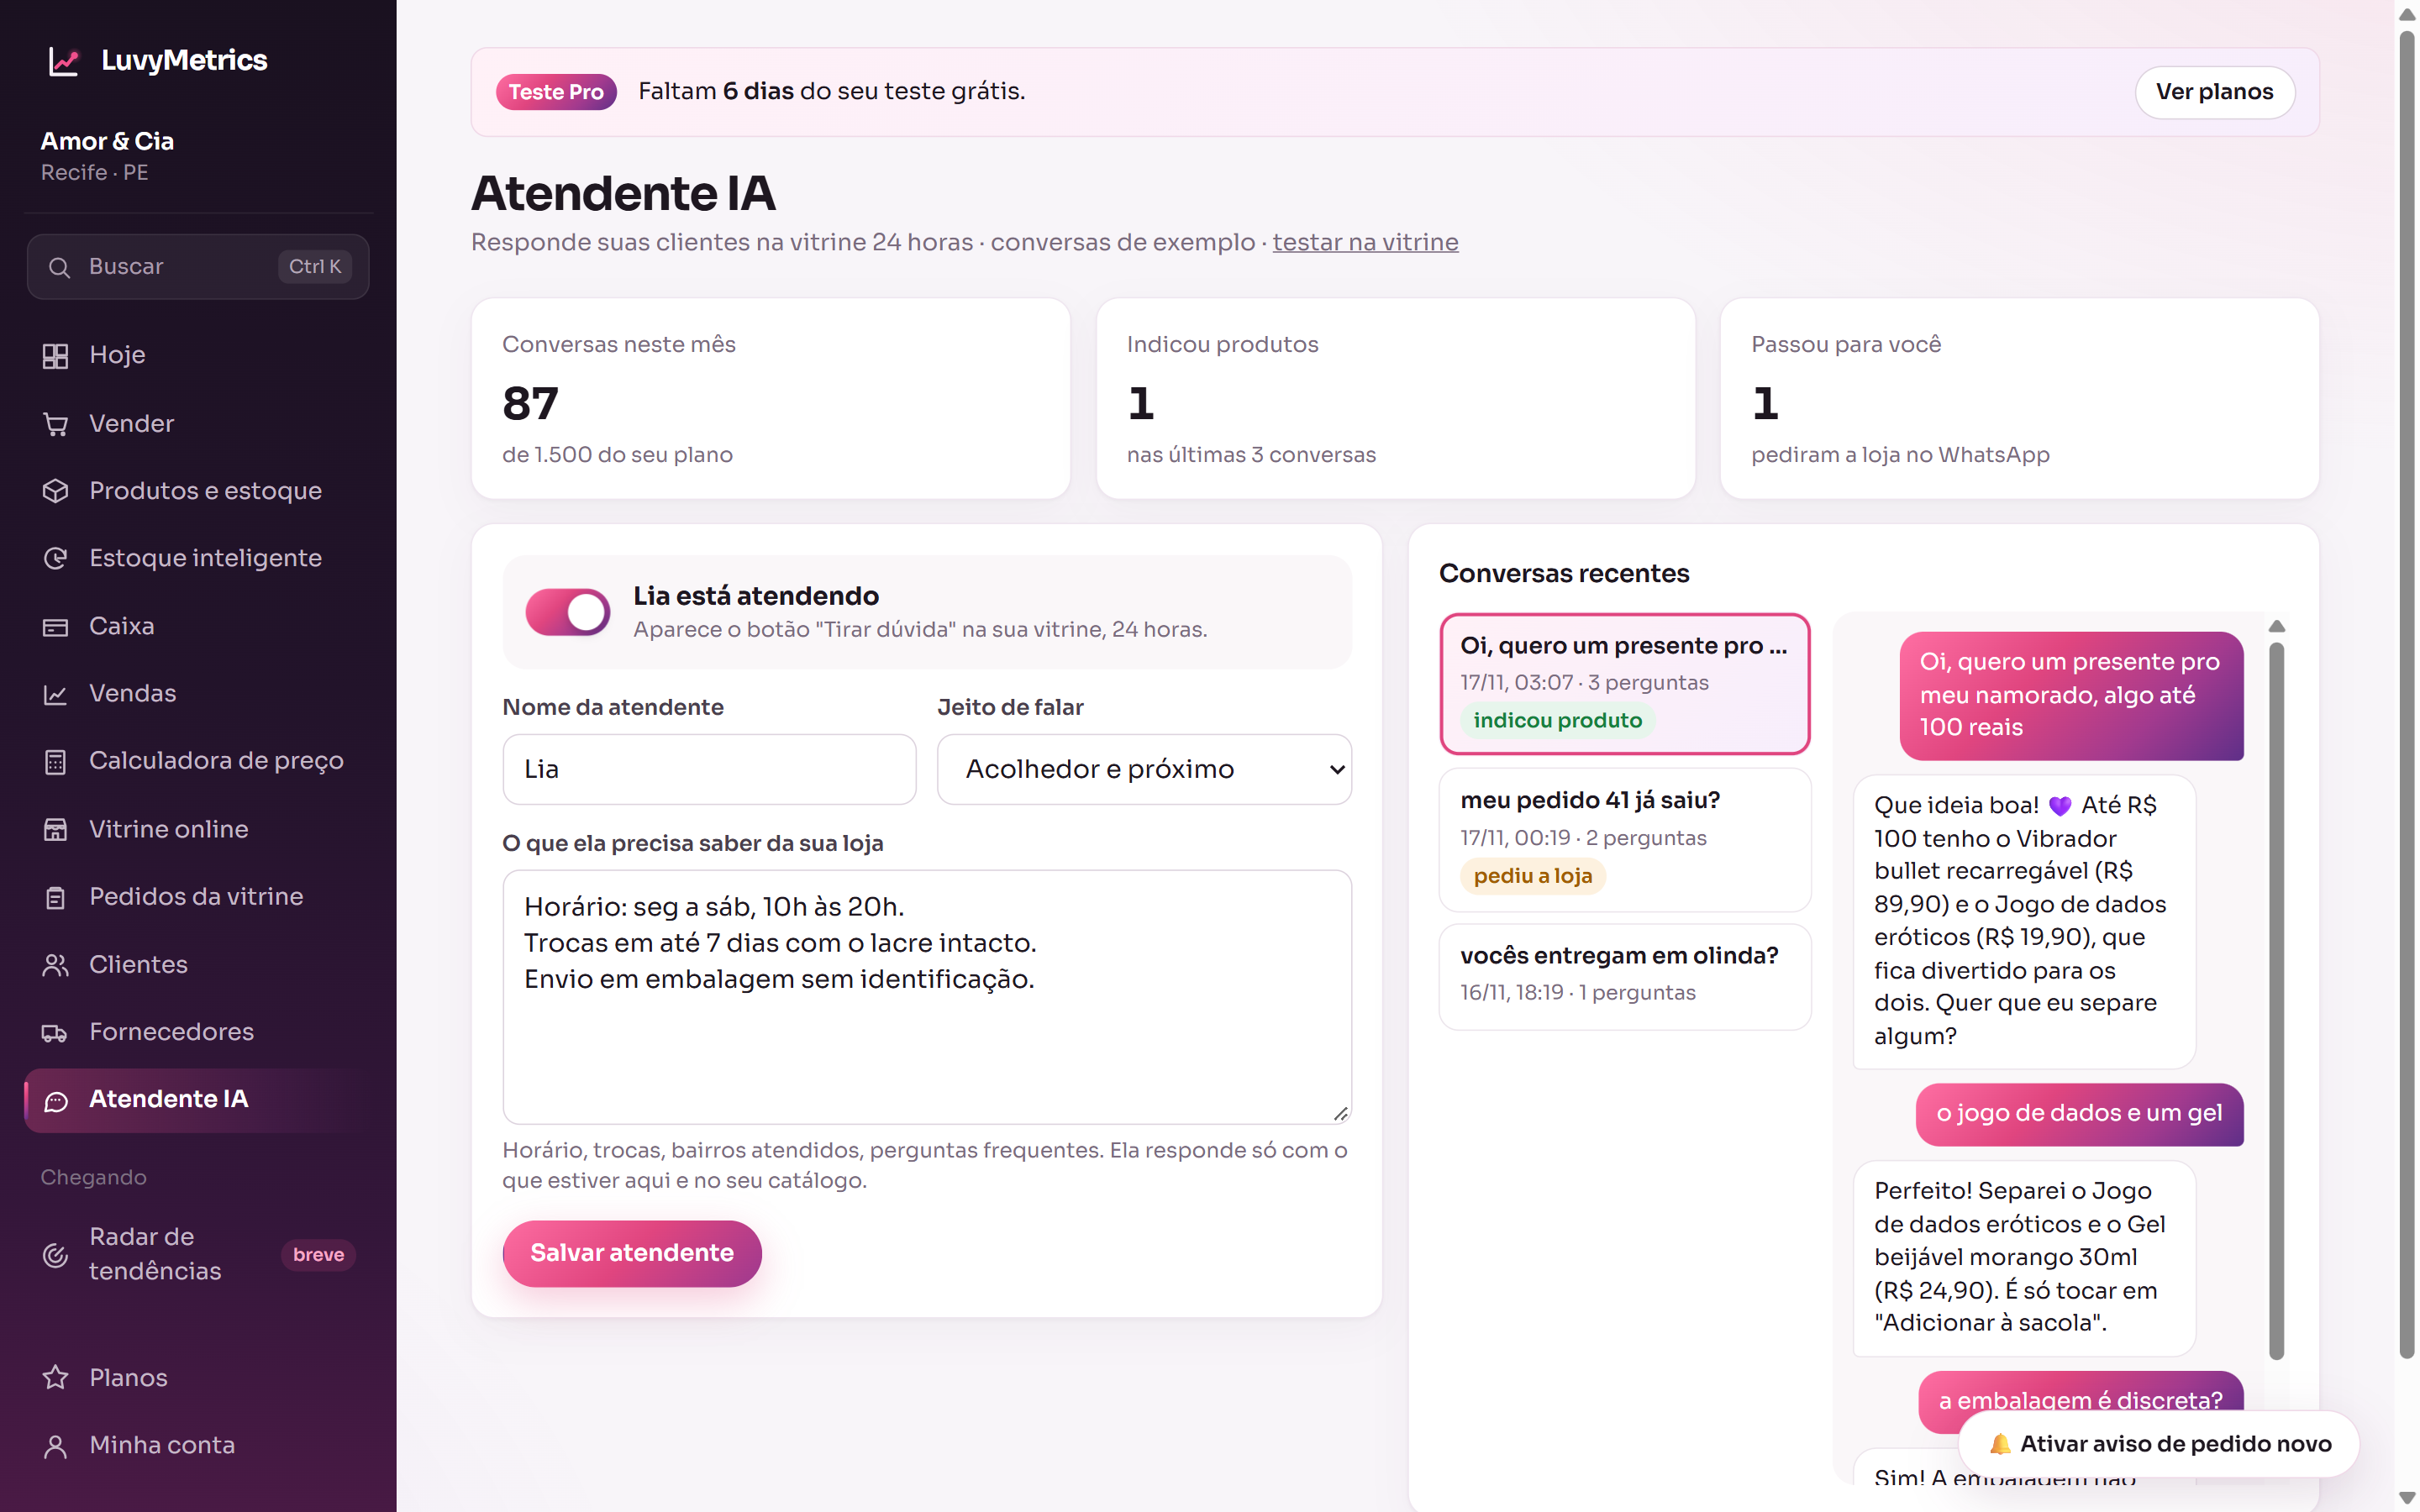 LuvyMetrics
Amor & Cia
Recife · PE
Buscar
Ctrl K
Hoje
Vender
Produtos e estoque
Estoque inteligente
Caixa
Vendas
Calculadora de preço
Vitrine online
Pedidos da vitrine
Clientes
Fornecedores
Atendente IA
Chegando
Radar de
tendências
breve
Planos
Minha conta
Teste Pro
Faltam 6 dias do seu teste grátis.
Ver planos
Atendente IA
Responde suas clientes na vitrine 24 horas · conversas de exemplo · testar na vitrine
Conversas neste mês
87
de 1.500 do seu plano
Indicou produtos
1
nas últimas 3 conversas
Passou para você
1
pediram a loja no WhatsApp
Lia está atendendo
Aparece o botão "Tirar dúvida" na sua vitrine, 24 horas.
Nome da atendente
Lia
Jeito de falar
Acolhedor e próximo
O que ela precisa saber da sua loja
Horário: seg a sáb, 10h às 20h.
Trocas em até 7 dias com o lacre intacto.
Envio em embalagem sem identificação.
Horário, trocas, bairros atendidos, perguntas frequentes. Ela responde só com o
que estiver aqui e no seu catálogo.
Salvar atendente
Conversas recentes
Oi, quero um presente pro ...
17/11, 03:07 · 3 perguntas
indicou produto
meu pedido 41 já saiu?
17/11, 00:19 · 2 perguntas
pediu a loja
vocês entregam em olinda?
16/11, 18:19 · 1 perguntas
Oi, quero um presente pro
meu namorado, algo até
100 reais
Que ideia boa! 💜 Até R$
100 tenho o Vibrador
bullet recarregável (R$
89,90) e o Jogo de dados
eróticos (R$ 19,90), que
fica divertido para os
dois. Quer que eu separe
algum?
o jogo de dados e um gel
Perfeito! Separei o Jogo
de dados eróticos e o Gel
beijável morango 30ml
(R$ 24,90). É só tocar em
"Adicionar à sacola".
a embalagem é discreta?
Sim! A embalagem não
🔔 Ativar aviso de pedido novo